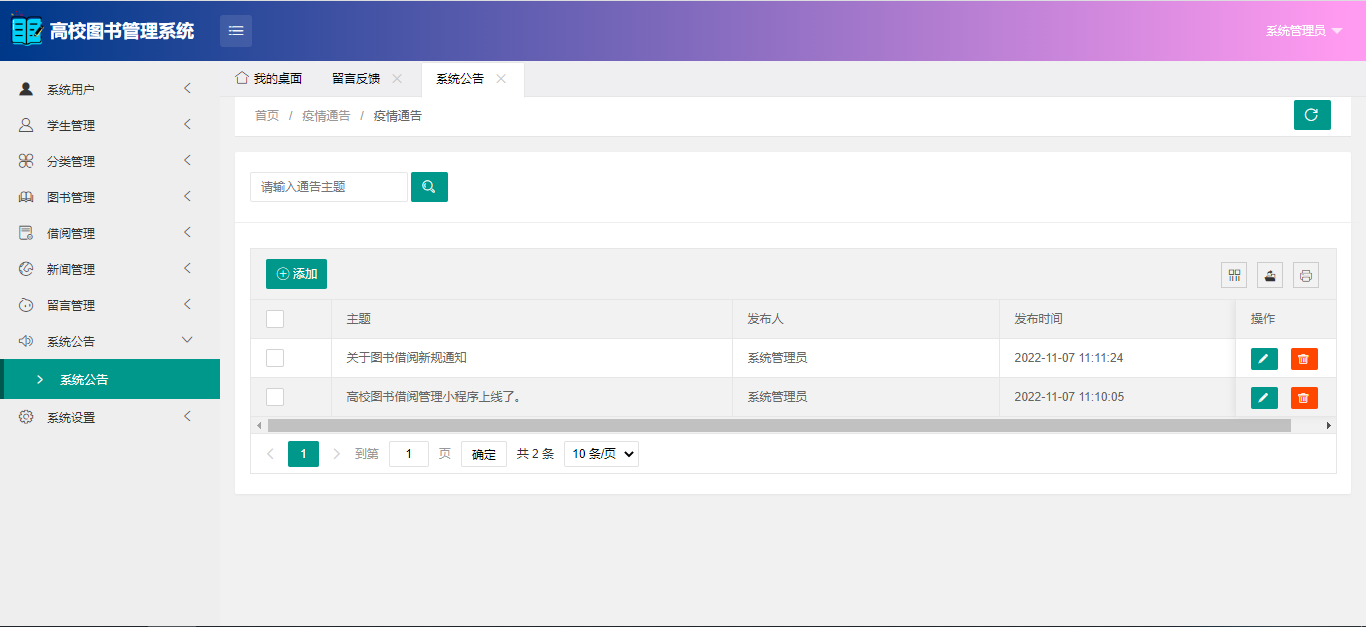 高校图书管理系统
系统管理员
系统用户
学生管理
分类管理
图书管理
借阅管理
新闻管理
留言管理
系统公告
系统公告
系统设置
我的桌面 留言反馈 系统公告
首页 / 疫情通告 / 疫情通告
请输入通告主题
添加
主题 发布人 发布时间 操作
关于图书借阅新规通知 系统管理员 2022-11-07 11:11:24
高校图书借阅管理小程序上线了。 系统管理员 2022-11-07 11:10:05
1 到第 1 页 确定 共 2 条 10 条/页